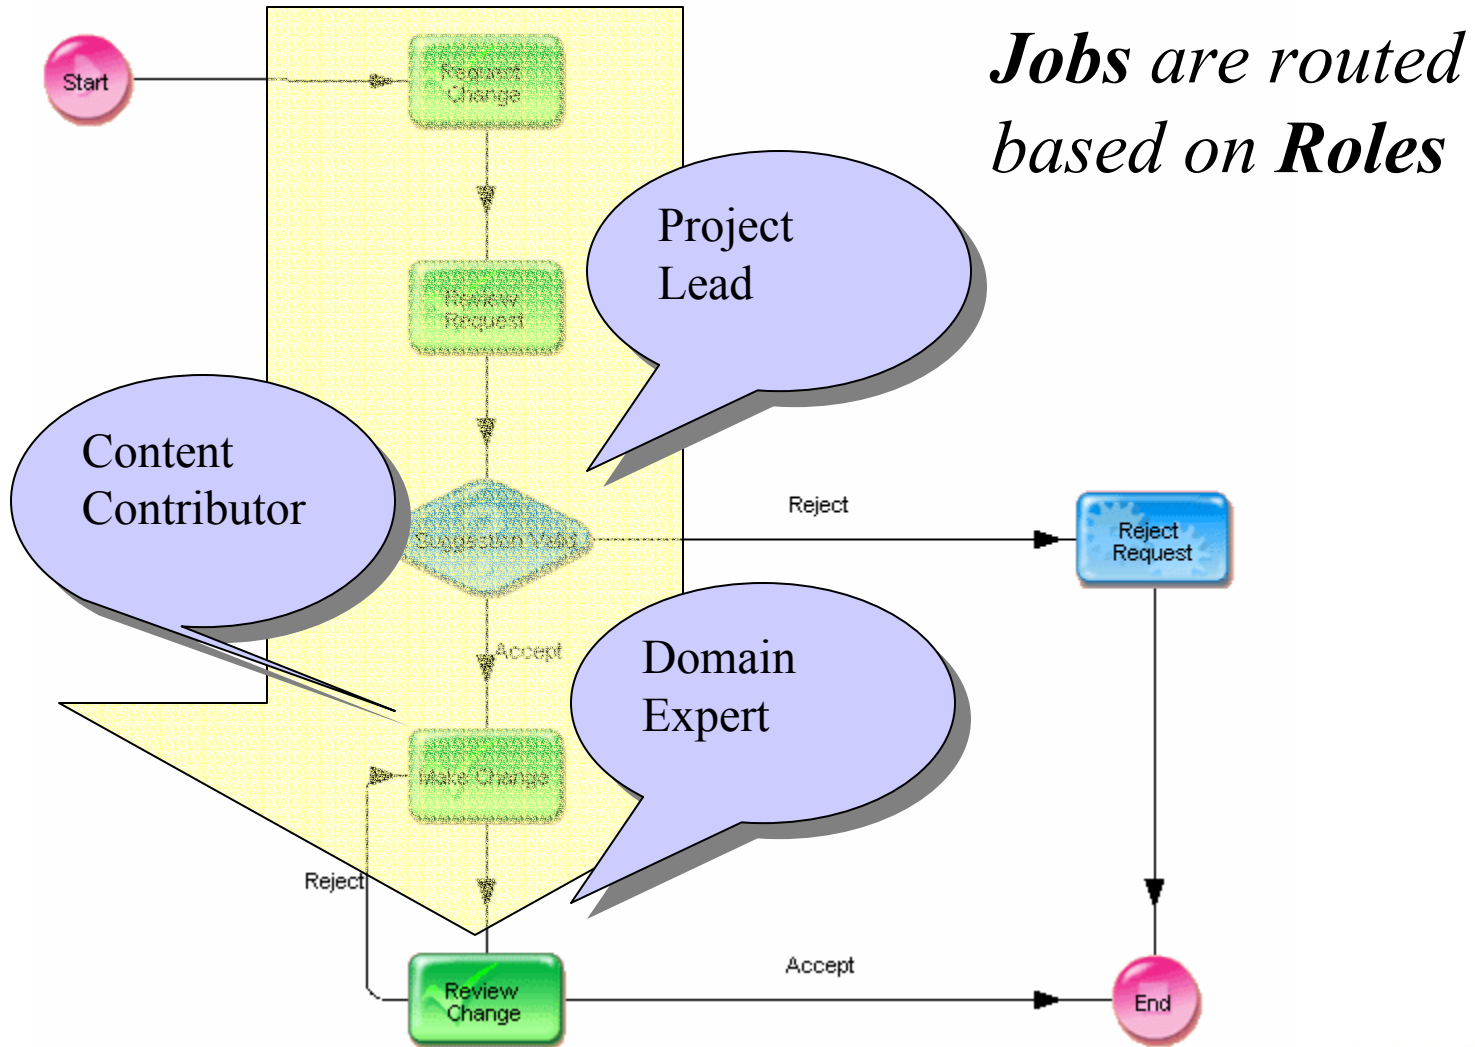 Jobs are routed
based on Roles
Start
Request
Change
Project
Lead
Review
Request
Content
Contributor
Suggestion Valid
Reject
Reject
Request
Accept
Domain
Expert
Make Change
Reject
Review
Change
Accept
End